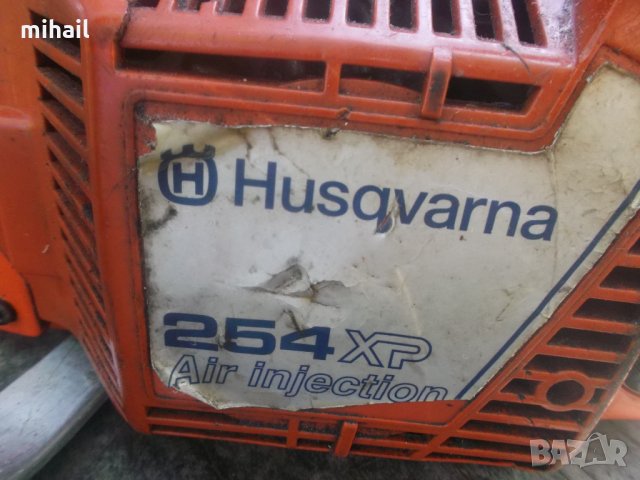 mihail
H Husqvarna
254XP
Air injection
BAZAR